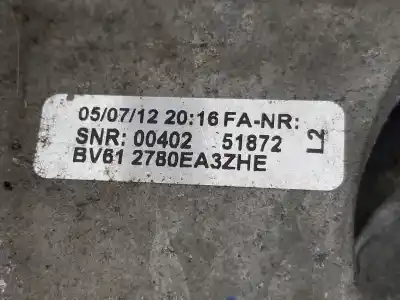 05/07/12 20:16 FA-NR:
SNR: 00402 51872
BV61 2780EA3ZHE
L2